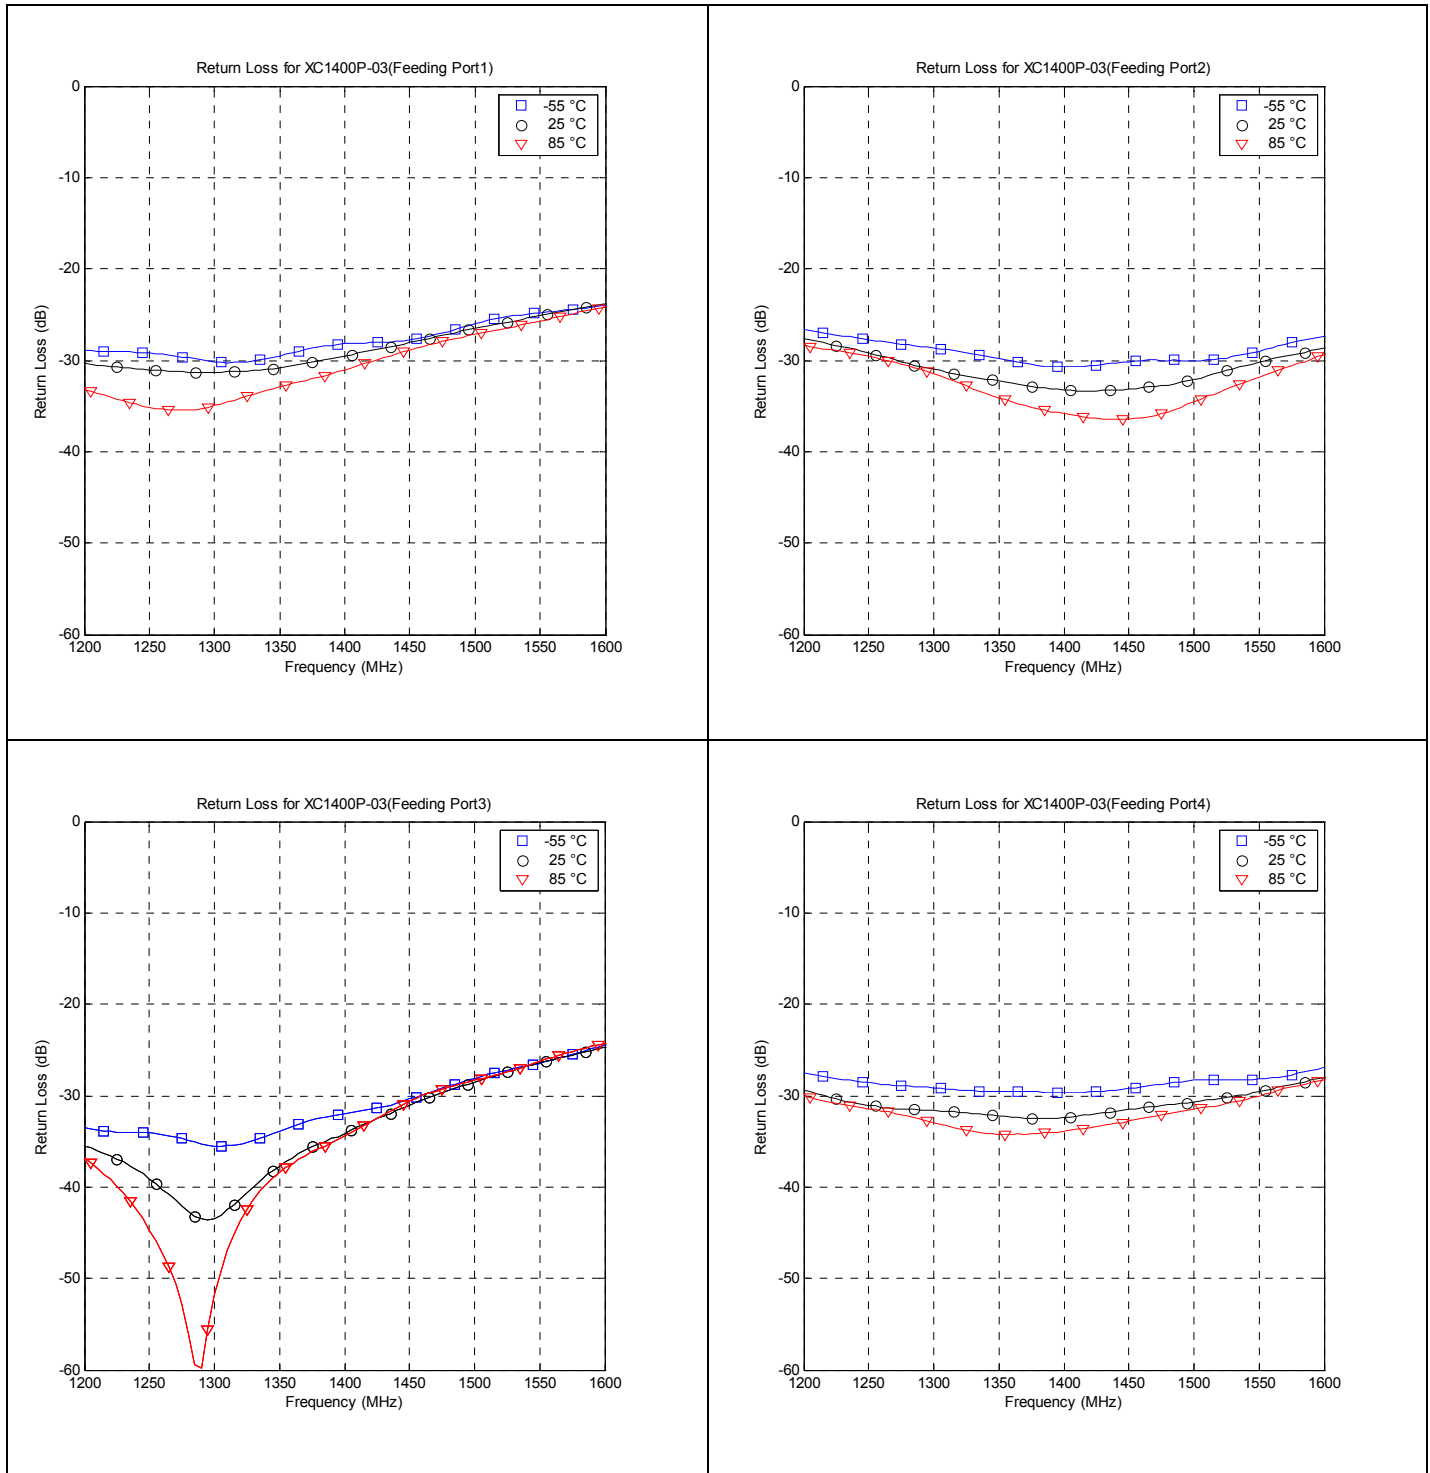 Return Loss for XC1400P-03(Feeding Port1)
0
-10
-20
-30
-40
-50
-60
Return Loss (dB)
1200 1250 1300 1350 1400 1450 1500 1550 1600
Frequency (MHz)
-55 °C
25 °C
85 °C
Return Loss for XC1400P-03(Feeding Port2)
0
-10
-20
-30
-40
-50
-60
Return Loss (dB)
1200 1250 1300 1350 1400 1450 1500 1550 1600
Frequency (MHz)
-55 °C
25 °C
85 °C
Return Loss for XC1400P-03(Feeding Port3)
0
-10
-20
-30
-40
-50
-60
Return Loss (dB)
1200 1250 1300 1350 1400 1450 1500 1550 1600
Frequency (MHz)
-55 °C
25 °C
85 °C
Return Loss for XC1400P-03(Feeding Port4)
0
-10
-20
-30
-40
-50
-60
Return Loss (dB)
1200 1250 1300 1350 1400 1450 1500 1550 1600
Frequency (MHz)
-55 °C
25 °C
85 °C